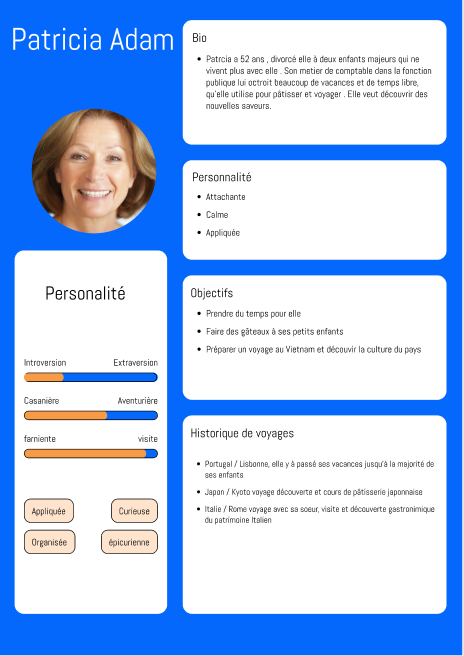 Patricia Adam
Bio
• Patrcia a 52 ans , divorcé elle à deux enfants majeurs qui ne
vivent plus avec elle . Son metier de comptable dans la fonction
publique lui octroit beaucoup de vacances et de temps libre,
qu'elle utilise pour pâtisser et voyager . Elle veut découvrir des
nouvelles saveurs.
Personnalité
• Attachante
• Calme
• Appliquée
Personalité
Introversion Extraversion
Casanière Aventurière
farniente visite
Appliquée Curieuse
Organisée épicurienne
Objectifs
• Prendre du temps pour elle
• Faire des gâteaux à ses petits enfants
• Préparer un voyage au Vietnam et découvir la culture du pays
Historique de voyages
• Portugal / Lisbonne, elle y à passé ses vacances jusqu'à la majorité de
ses enfants
• Japon / Kyoto voyage découverte et cours de pâtisserie japonnaise
• Italie / Rome voyage avec sa soeur, visite et découverte gastronimique
du patrimoine Italien